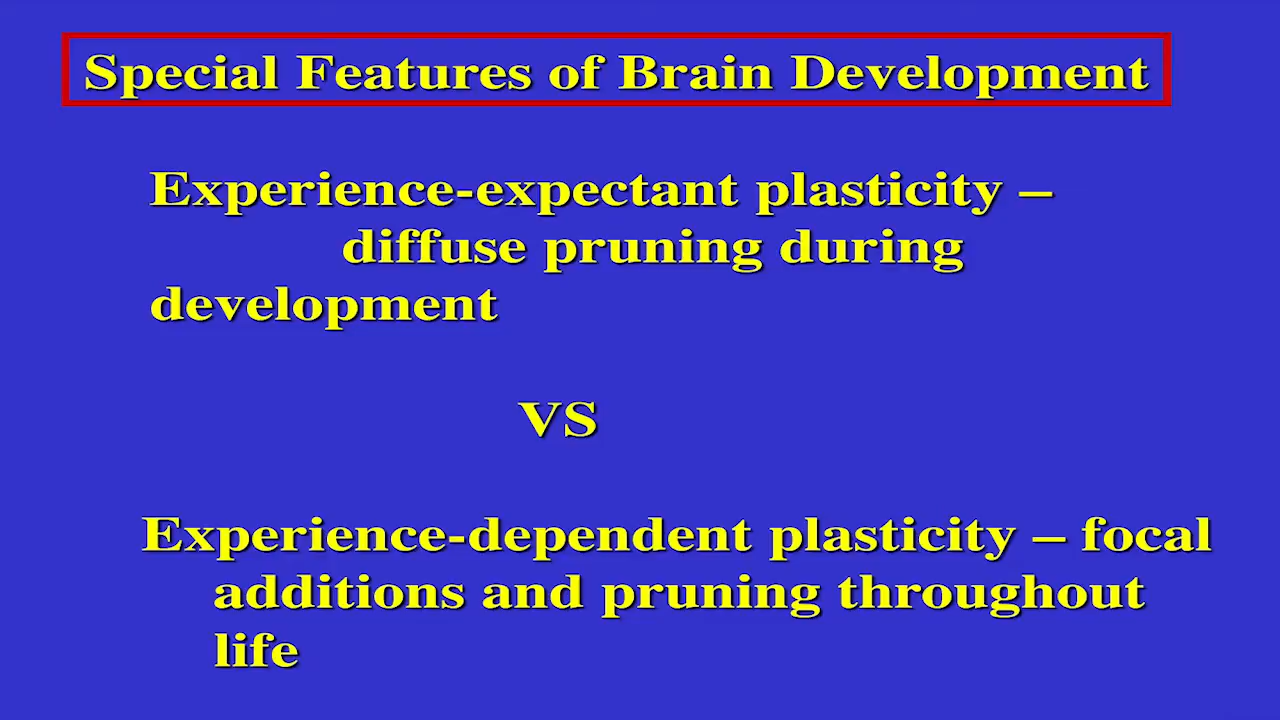 Special Features of Brain Development
Experience-expectant plasticity –
diffuse pruning during
development
VS
Experience-dependent plasticity – focal
additions and pruning throughout
life